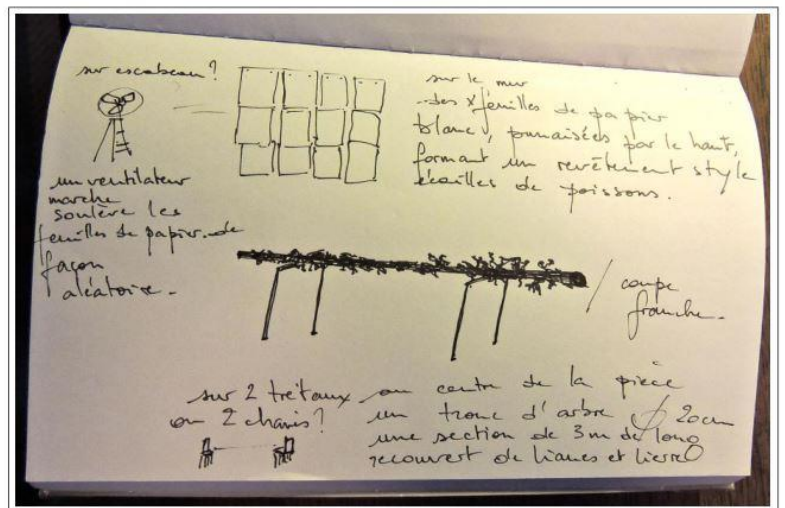 sur escabeau ?
un ventilateur
marche
soulève les
feuilles de papier de
façon
aléatoire.
sur le mur
des feuilles de papier
blanc, punaisées par le haut,
formant un revêtement style
écailles de poissons.
coupe
franche.
sur 2 trétaux
ou 2 chaises ?
au centre de la pièce
un tronc d'arbre ϕ 20cm
une section de 3m de long
recouvert de lianes et lierre